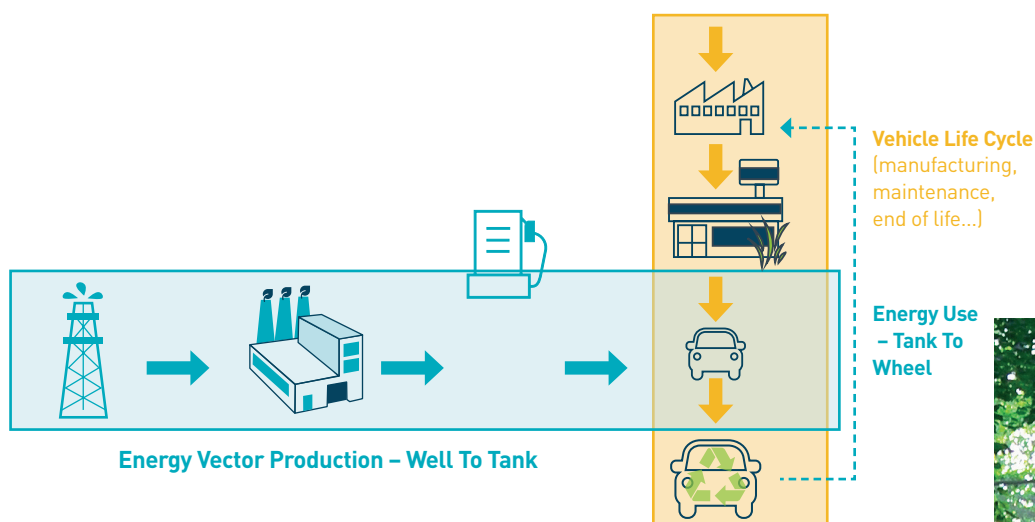 Vehicle Life Cycle
(manufacturing,
maintenance,
end of life...)
Energy Use
– Tank To
Wheel
Energy Vector Production – Well To Tank